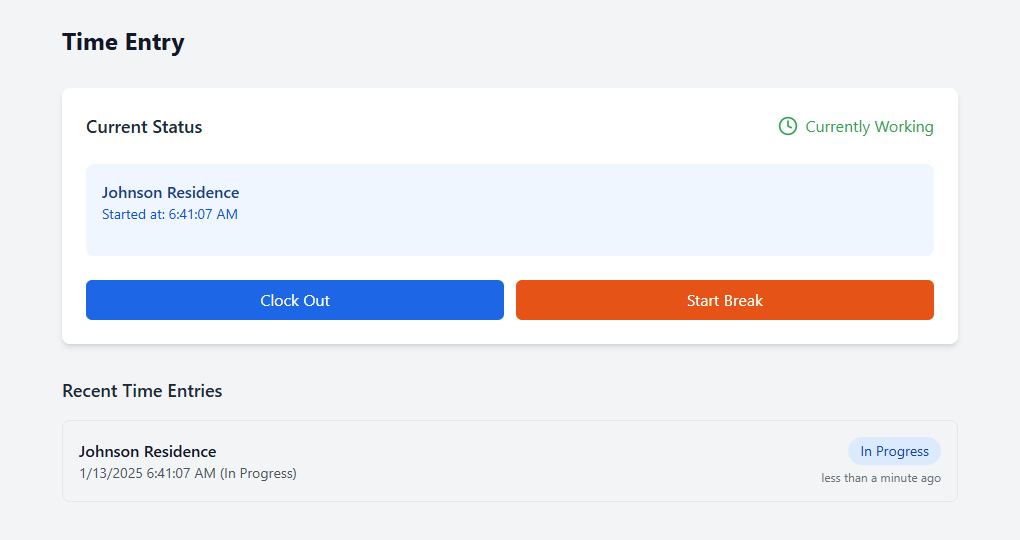 Time Entry
Current Status
Currently Working
Johnson Residence
Started at: 6:41:07 AM
Clock Out
Start Break
Recent Time Entries
Johnson Residence
In Progress
1/13/2025 6:41:07 AM (In Progress)
less than a minute ago